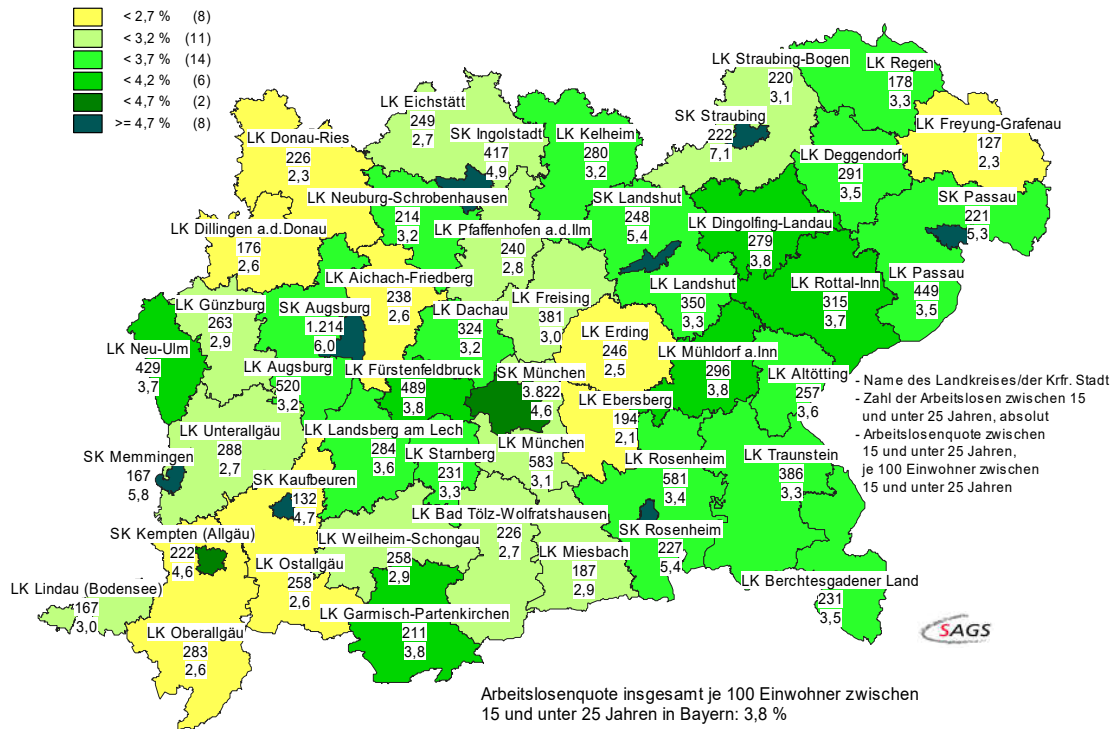 < 2,7 % (8)
< 3,2 % (11)
< 3,7 % (14)
< 4,2 % (6)
< 4,7 % (2)
>= 4,7 % (8)
LK Straubing-Bogen
220
3,1
LK Regen
178
3,3
LK Eichstätt
249
2,7
SK Ingolstadt
417
4,9
SK Straubing
222
7,1
LK Donau-Ries
226
2,3
LK Kelheim
280
3,2
LK Freyung-Grafenau
127
2,3
LK Deggendorf
291
3,5
LK Neuburg-Schrobenhausen
214
3,2
SK Landshut
248
5,4
SK Passau
221
5,3
LK Dillingen a.d.Donau
176
2,6
LK Pfaffenhofen a.d.Ilm
240
2,8
LK Dingolfing-Landau
279
3,8
LK Aichach-Friedberg
238
2,6
LK Landshut
350
3,3
LK Rottal-Inn
315
3,7
LK Passau
449
3,5
LK Günzburg
263
2,9
SK Augsburg
1.214
6,0
LK Dachau
324
3,2
LK Freising
381
3,0
LK Erding
246
2,5
LK Neu-Ulm
429
3,7
LK Augsburg
520
3,2
LK Fürstenfeldbruck
489
3,8
SK München
3.822
4,6
LK Mühldorf a.Inn
296
3,8
LK Altötting
257
3,6
- Name des Landkreises/der Krfr. Stadt
- Zahl der Arbeitslosen zwischen 15
und unter 25 Jahren, absolut
- Arbeitslosenquote zwischen
15 und unter 25 Jahren,
je 100 Einwohner zwischen
15 und unter 25 Jahren
LK Ebersberg
194
2,1
LK Unterallgäu
288
2,7
LK Landsberg am Lech
284
3,6
LK München
583
3,1
SK Memmingen
167
5,8
LK Starnberg
231
3,3
LK Rosenheim
581
3,4
LK Traunstein
386
3,3
SK Kaufbeuren
132
4,7
LK Bad Tölz-Wolfratshausen
226
2,7
SK Kempten (Allgäu)
222
4,6
LK Weilheim-Schongau
258
2,9
SK Rosenheim
227
5,4
LK Miesbach
187
2,9
LK Ostallgäu
258
2,6
LK Lindau (Bodensee)
167
3,0
LK Berchtesgadener Land
231
3,5
LK Garmisch-Partenkirchen
211
3,8
LK Oberallgäu
283
2,6
SAGS
Arbeitslosenquote insgesamt je 100 Einwohner zwischen
15 und unter 25 Jahren in Bayern: 3,8 %